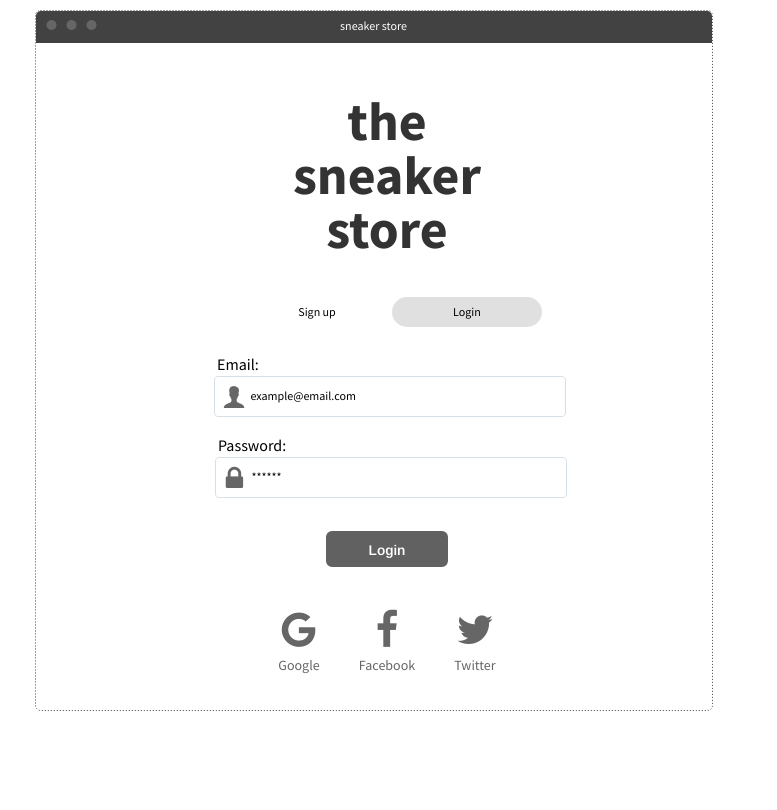 sneaker store
the
sneaker
store
Sign up
Login
Email:
example@email.com
Password:
******
Login
Google
Facebook
Twitter